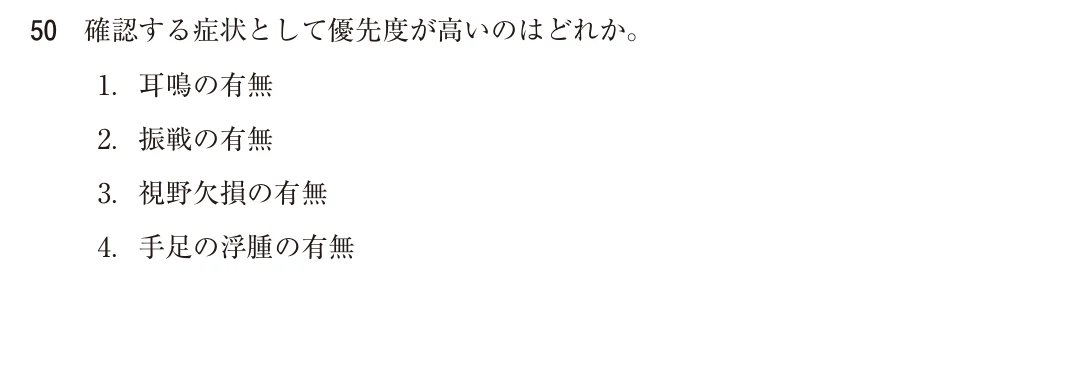 50 確認する症状として優先度が高いのはどれか。
1. 耳鳴の有無
2. 振戦の有無
3. 視野欠損の有無
4. 手足の浮腫の有無